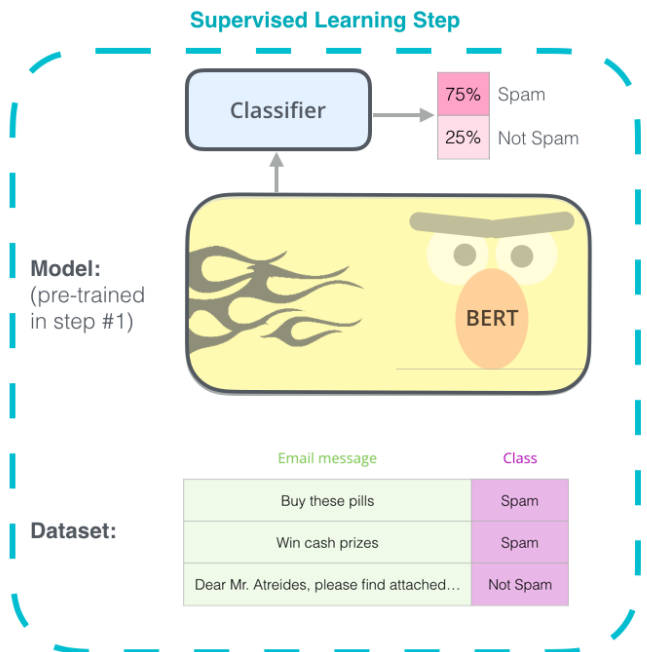 Supervised Learning Step
Classifier
75% Spam
25% Not Spam
Model:
(pre-trained
in step #1)
BERT
Email message Class
Dataset:
Buy these pills Spam
Win cash prizes Spam
Dear Mr. Atreides, please find attached… Not Spam